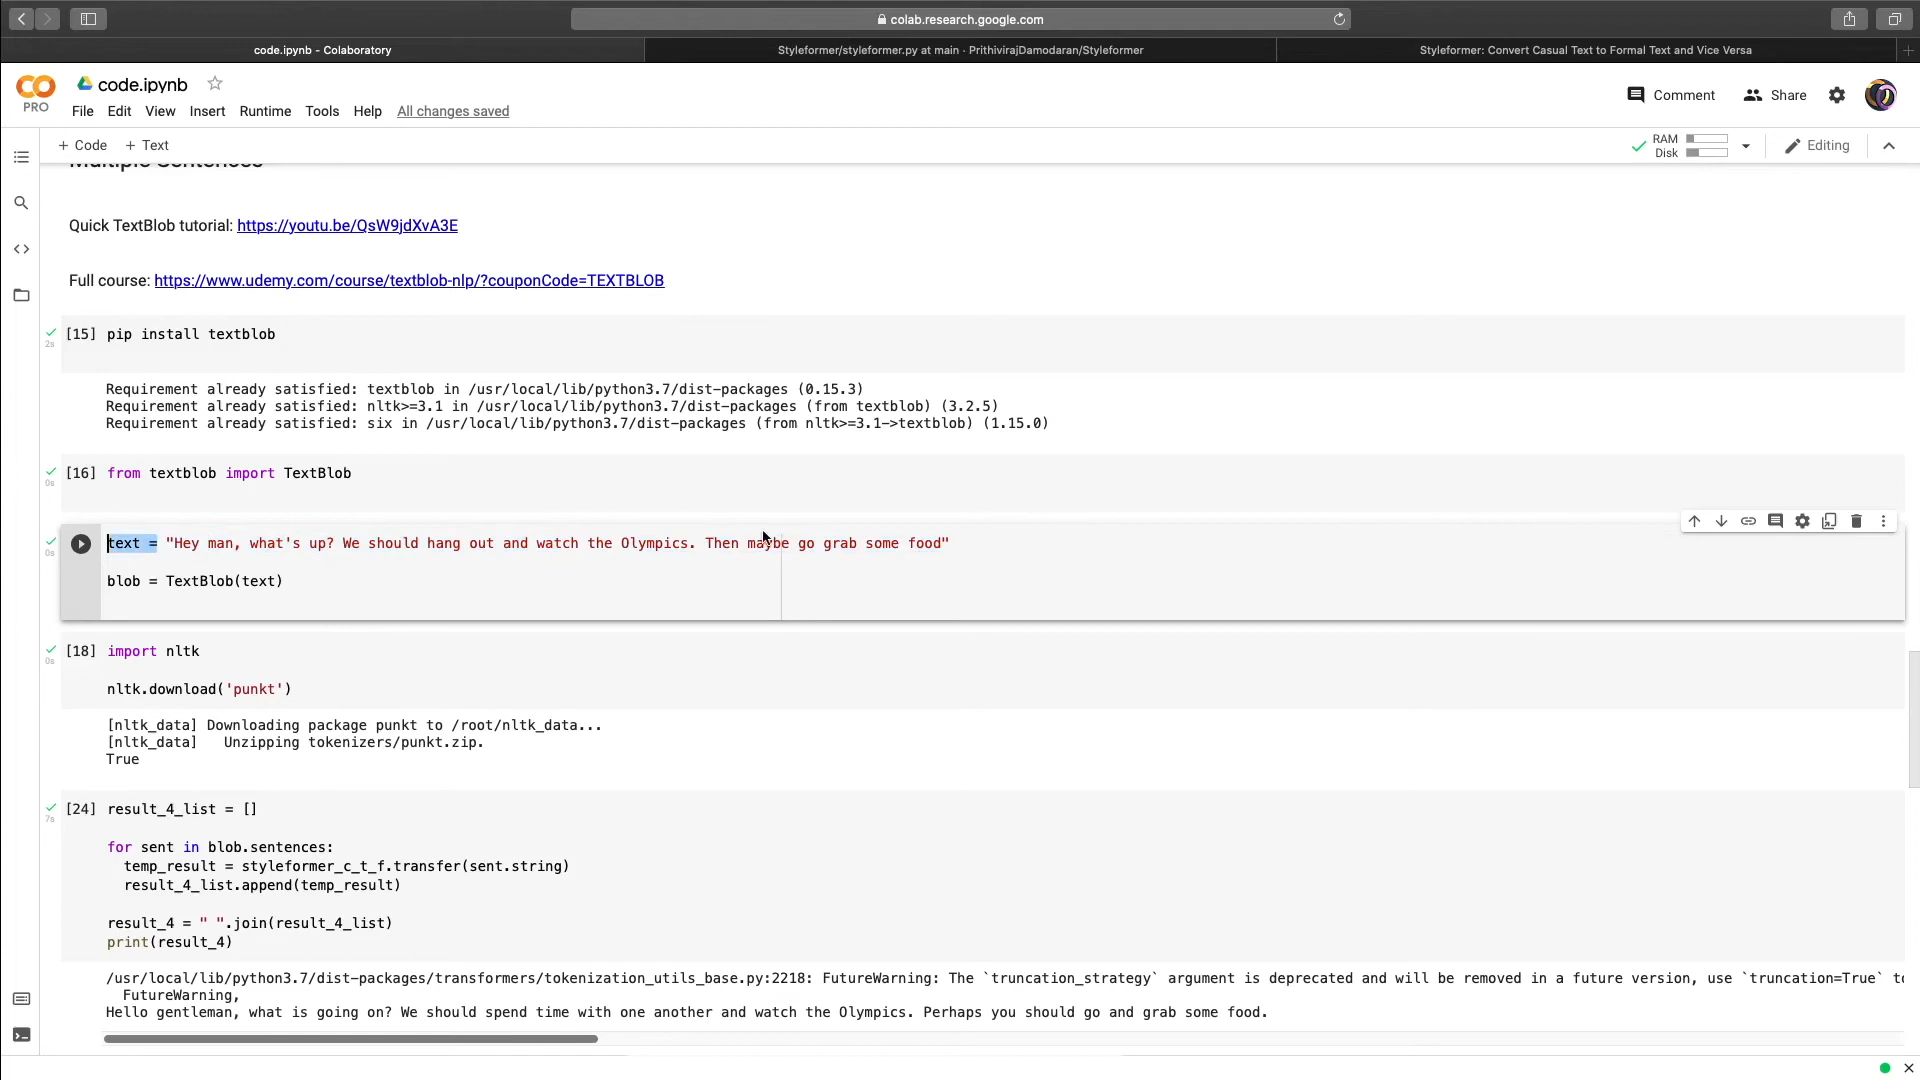 colab.research.google.com
code.ipynb - Colaboratory
Styleformer/styleformer.py at main · PrithivirajDamodaran/Styleformer
Styleformer: Convert Casual Text to Formal Text and Vice Versa
PRO
code.ipynb
File Edit View Insert Runtime Tools Help All changes saved
Comment
Share
+ Code + Text
RAM
Disk
Editing
Multiple Sentences
Quick TextBlob tutorial: https://youtu.be/QsW9jdXvA3E
Full course: https://www.udemy.com/course/textblob-nlp/?couponCode=TEXTBLOB
[15] pip install textblob
2s
Requirement already satisfied: textblob in /usr/local/lib/python3.7/dist-packages (0.15.3)
Requirement already satisfied: nltk>=3.1 in /usr/local/lib/python3.7/dist-packages (from textblob) (3.2.5)
Requirement already satisfied: six in /usr/local/lib/python3.7/dist-packages (from nltk>=3.1->textblob) (1.15.0)
[16] from textblob import TextBlob
0s
text = "Hey man, what's up? We should hang out and watch the Olympics. Then maybe go grab some food"
0s
blob = TextBlob(text)
[18] import nltk
0s
nltk.download('punkt')
[nltk_data] Downloading package punkt to /root/nltk_data...
[nltk_data]   Unzipping tokenizers/punkt.zip.
True
[24] result_4_list = []
7s
for sent in blob.sentences:
  temp_result = styleformer_c_t_f.transfer(sent.string)
  result_4_list.append(temp_result)
result_4 = " ".join(result_4_list)
print(result_4)
/usr/local/lib/python3.7/dist-packages/transformers/tokenization_utils_base.py:2218: FutureWarning: The `truncation_strategy` argument is deprecated and will be removed in a future version, use `truncation=True` to
  FutureWarning,
Hello gentleman, what is going on? We should spend time with one another and watch the Olympics. Perhaps you should go and grab some food.